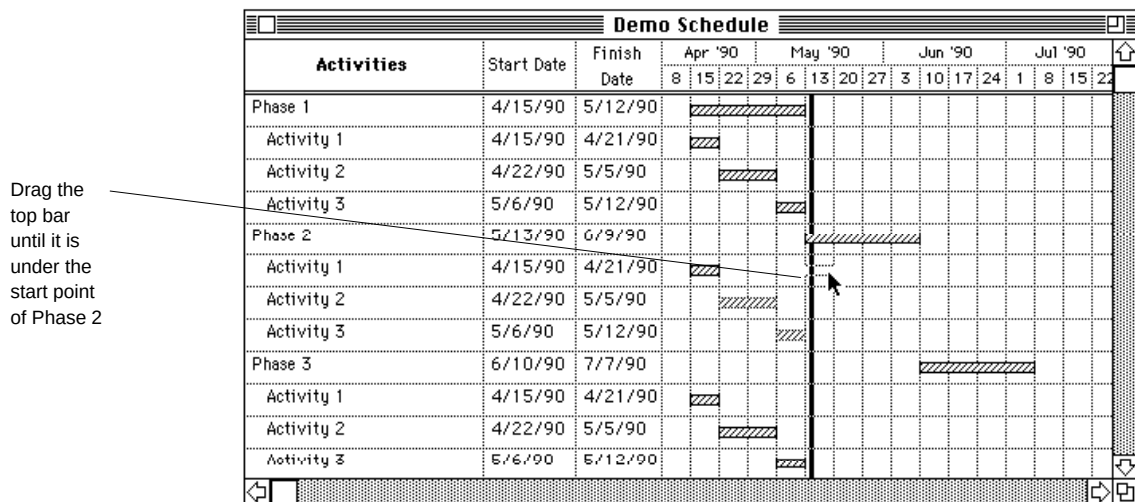 Demo Schedule
Activities Start Date Finish Date Apr '90 May '90 Jun '90 Jul '90
8 15 22 29 6 13 20 27 3 10 17 24 1 8 15 22
Phase 1 4/15/90 5/12/90
Activity 1 4/15/90 4/21/90
Activity 2 4/22/90 5/5/90
Activity 3 5/6/90 5/12/90
Phase 2 5/13/90 6/9/90
Activity 1 4/15/90 4/21/90
Activity 2 4/22/90 5/5/90
Activity 3 5/6/90 5/12/90
Phase 3 6/10/90 7/7/90
Activity 1 4/15/90 4/21/90
Activity 2 4/22/90 5/5/90
Activity 3 5/6/90 5/12/90
Drag the
top bar
until it is
under the
start point
of Phase 2